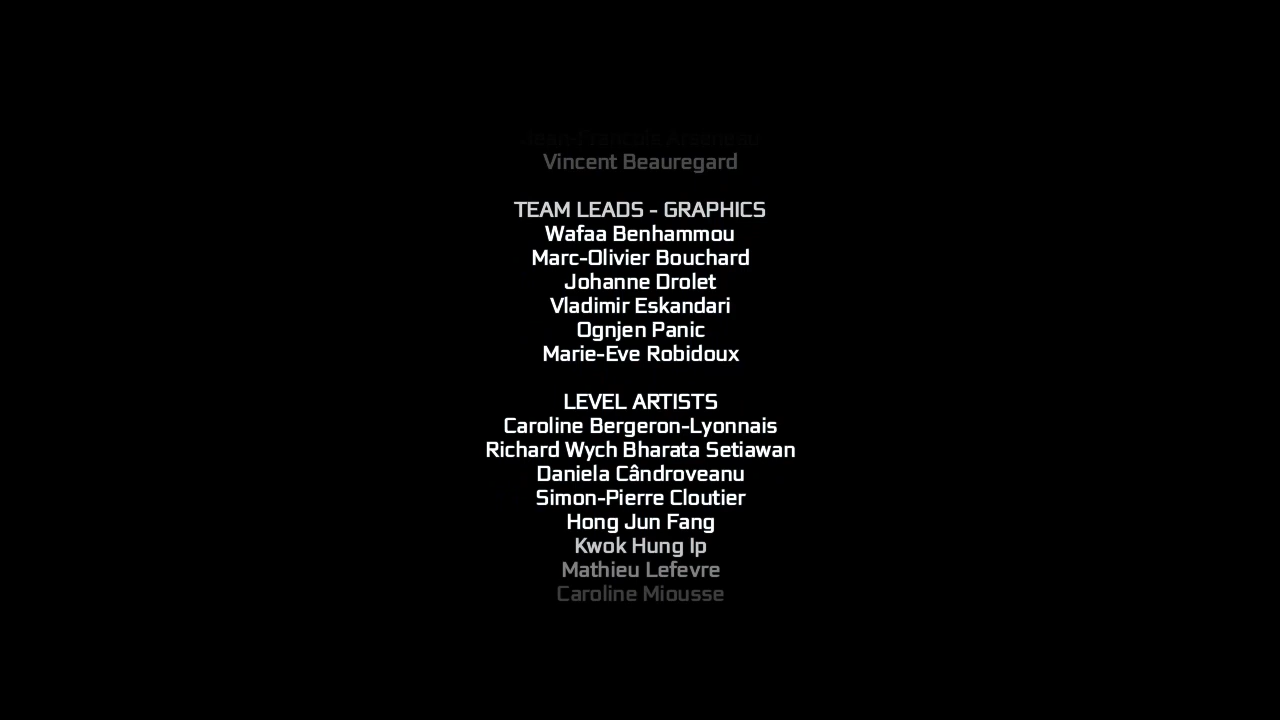 Vincent Beauregard
TEAM LEADS - GRAPHICS
Wafaa Benhammou
Marc-Olivier Bouchard
Johanne Drolet
Vladimir Eskandari
Ognjen Panic
Marie-Eve Robidoux
LEVEL ARTISTS
Caroline Bergeron-Lyonnais
Richard Wych Bharata Setiawan
Daniela Cândroveanu
Simon-Pierre Cloutier
Hong Jun Fang
Kwok Hung Ip
Mathieu Lefevre
Caroline Miousse